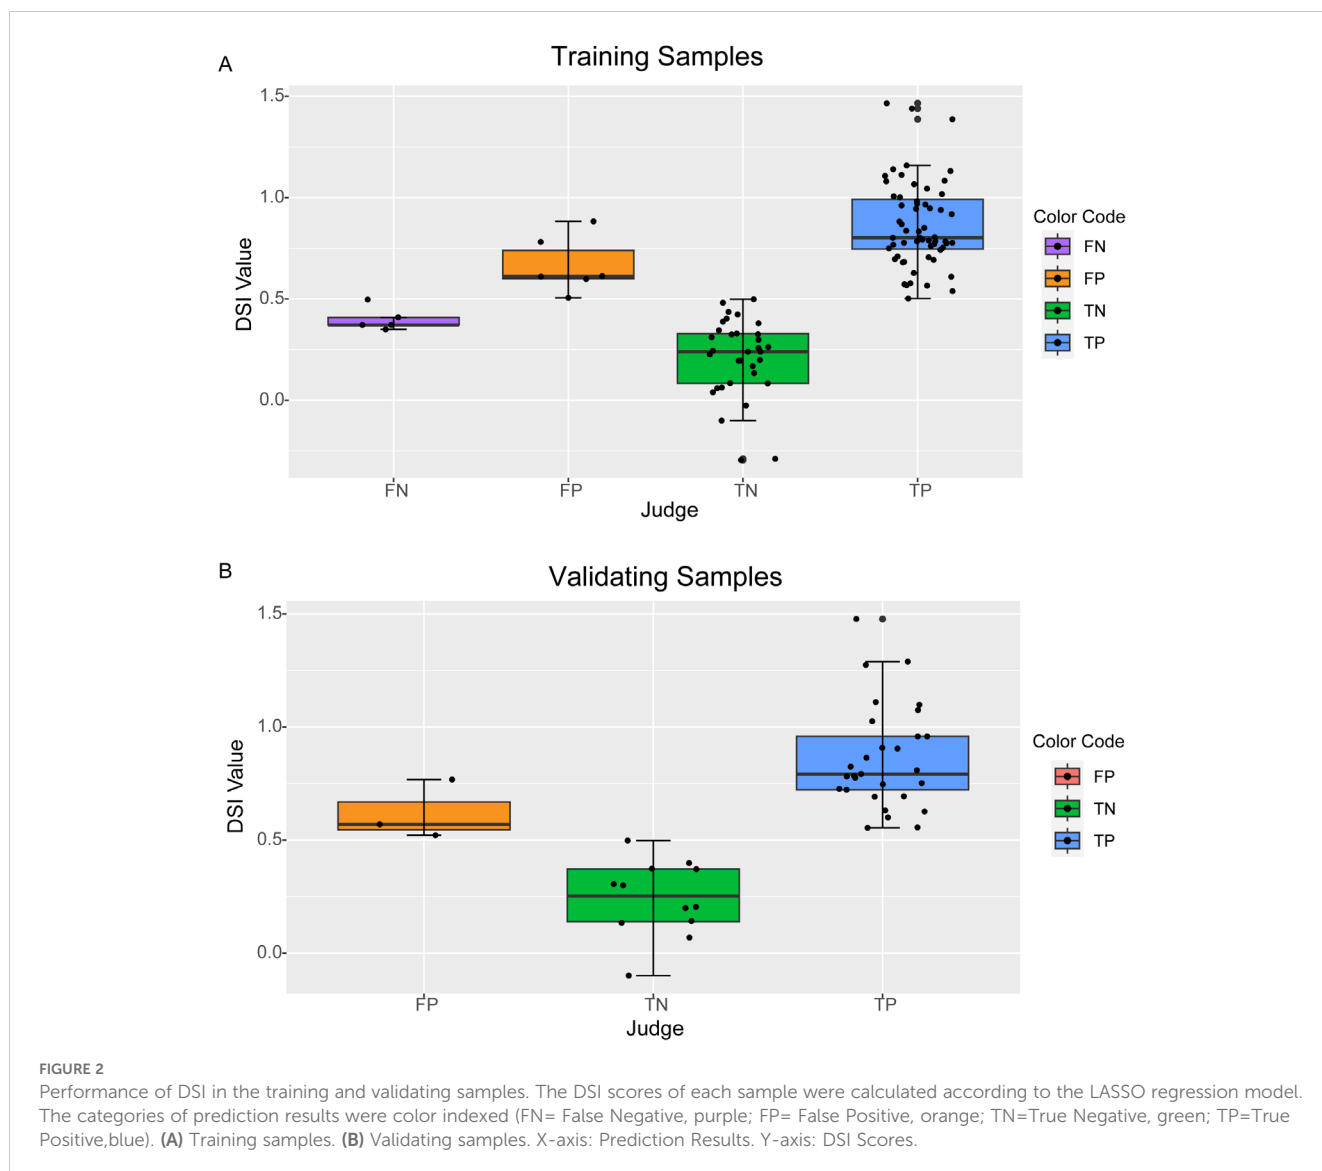 A
Training Samples
1.5
1.0
0.5
0.0
DSI Value
FN
FP
TN
TP
Judge
Color Code
FN
FP
TN
TP
B
Validating Samples
1.5
1.0
0.5
0.0
DSI Value
FP
TN
TP
Judge
Color Code
FP
TN
TP
FIGURE 2
Performance of DSI in the training and validating samples. The DSI scores of each sample were calculated according to the LASSO regression model.
The categories of prediction results were color indexed (FN= False Negative, purple; FP= False Positive, orange; TN=True Negative, green; TP=True
Positive,blue). (A) Training samples. (B) Validating samples. X-axis: Prediction Results. Y-axis: DSI Scores.